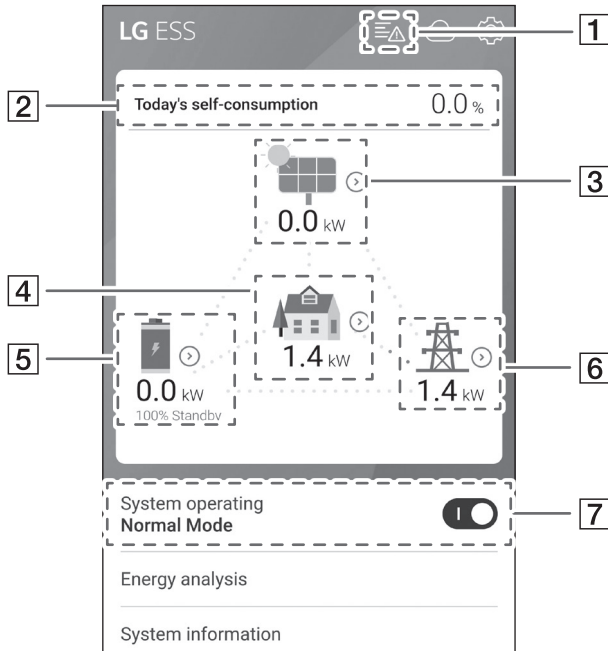 LG ESS
1
2
Today's self-consumption 0.0 %
3
0.0 kW
4
1.4 kW
5
0.0 kW
100% Standby
6
1.4 kW
System operating
Normal Mode
7
Energy analysis
System information